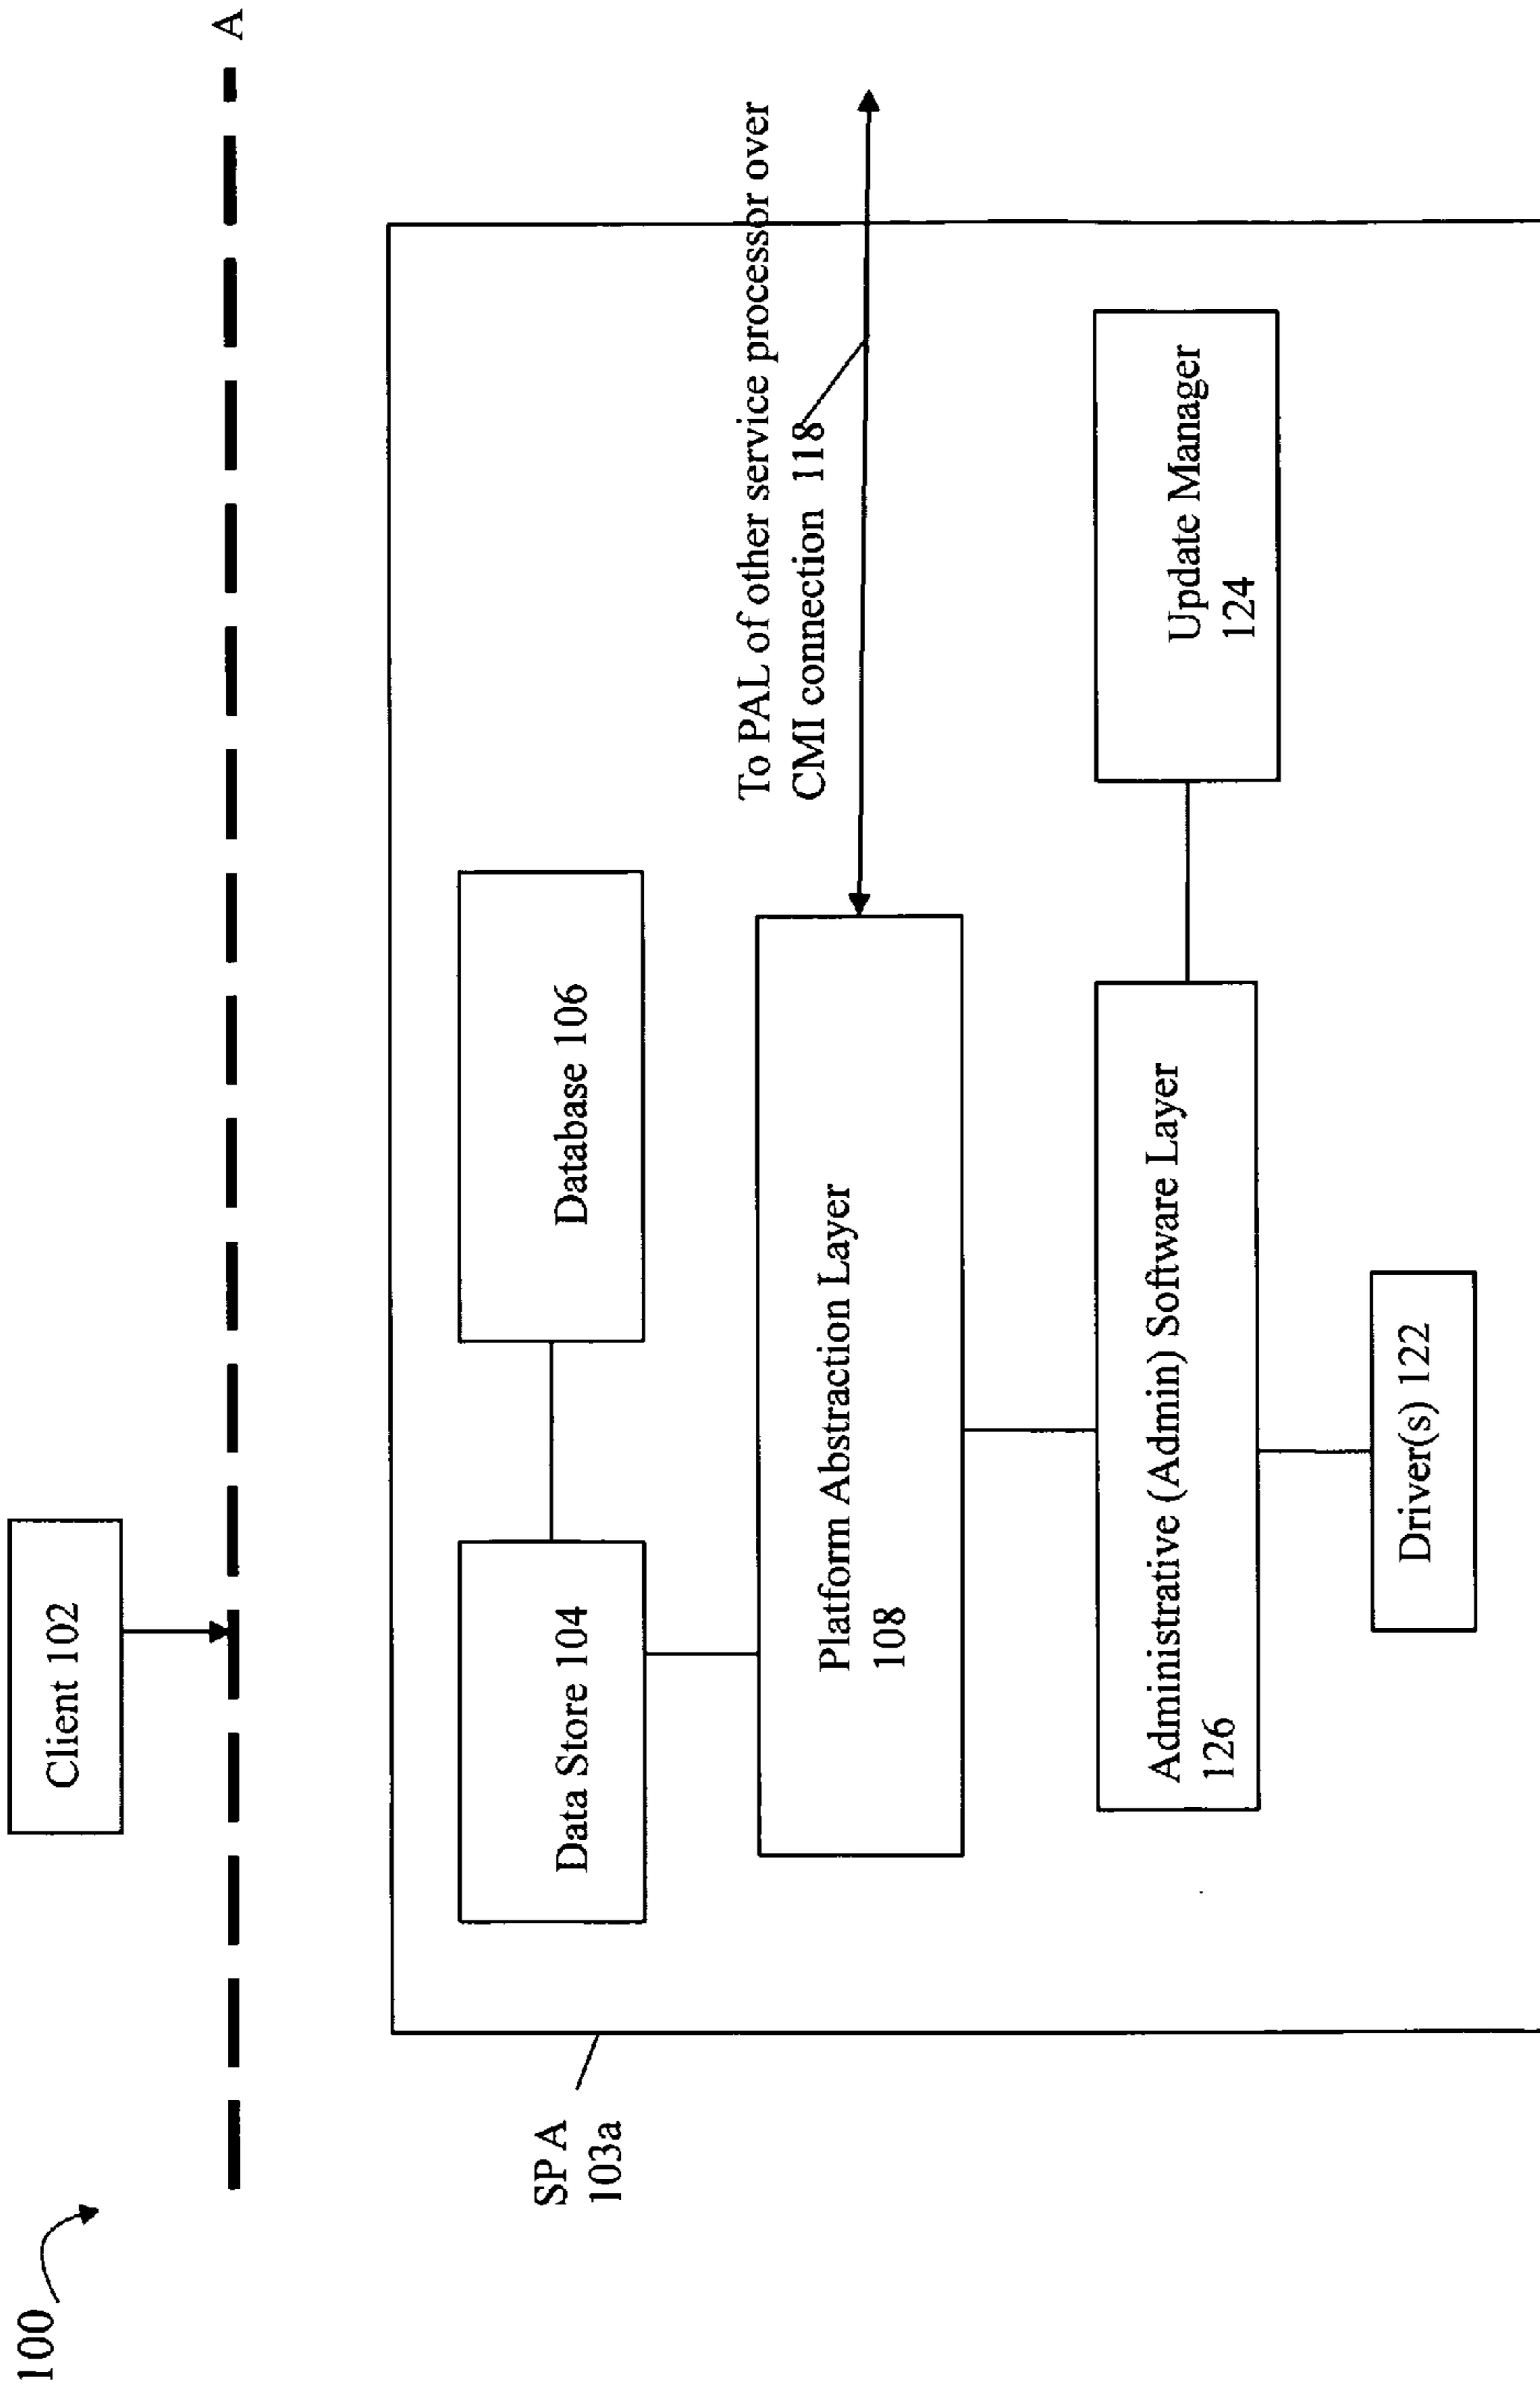 100
Client 102
A
SP A
103a
Data Store 104
Database 106
To PAL of other service processor over
CMI connection 118
Platform Abstraction Layer
108
Administrative (Admin) Software Layer
126
Update Manager
124
Driver(s) 122